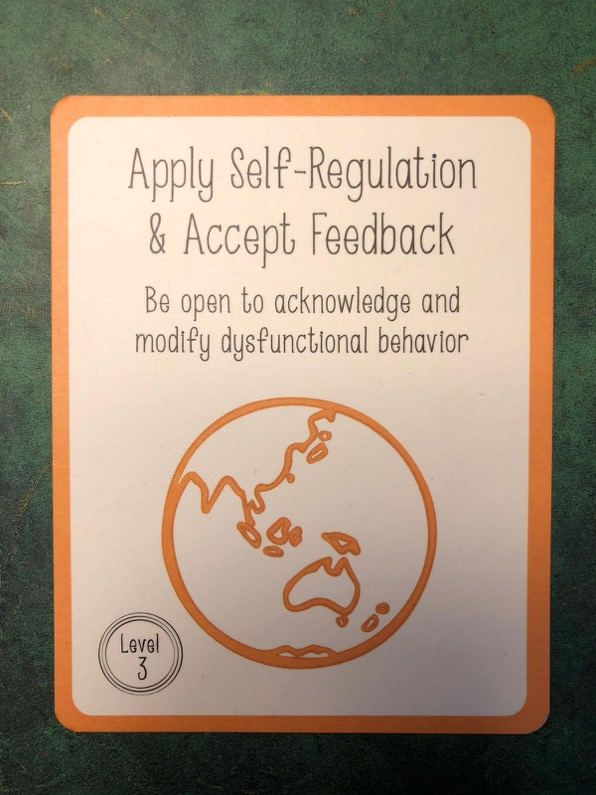 Apply Self-Regulation
& Accept Feedback
Be open to acknowledge and
modify dysfunctional behavior
Level
3